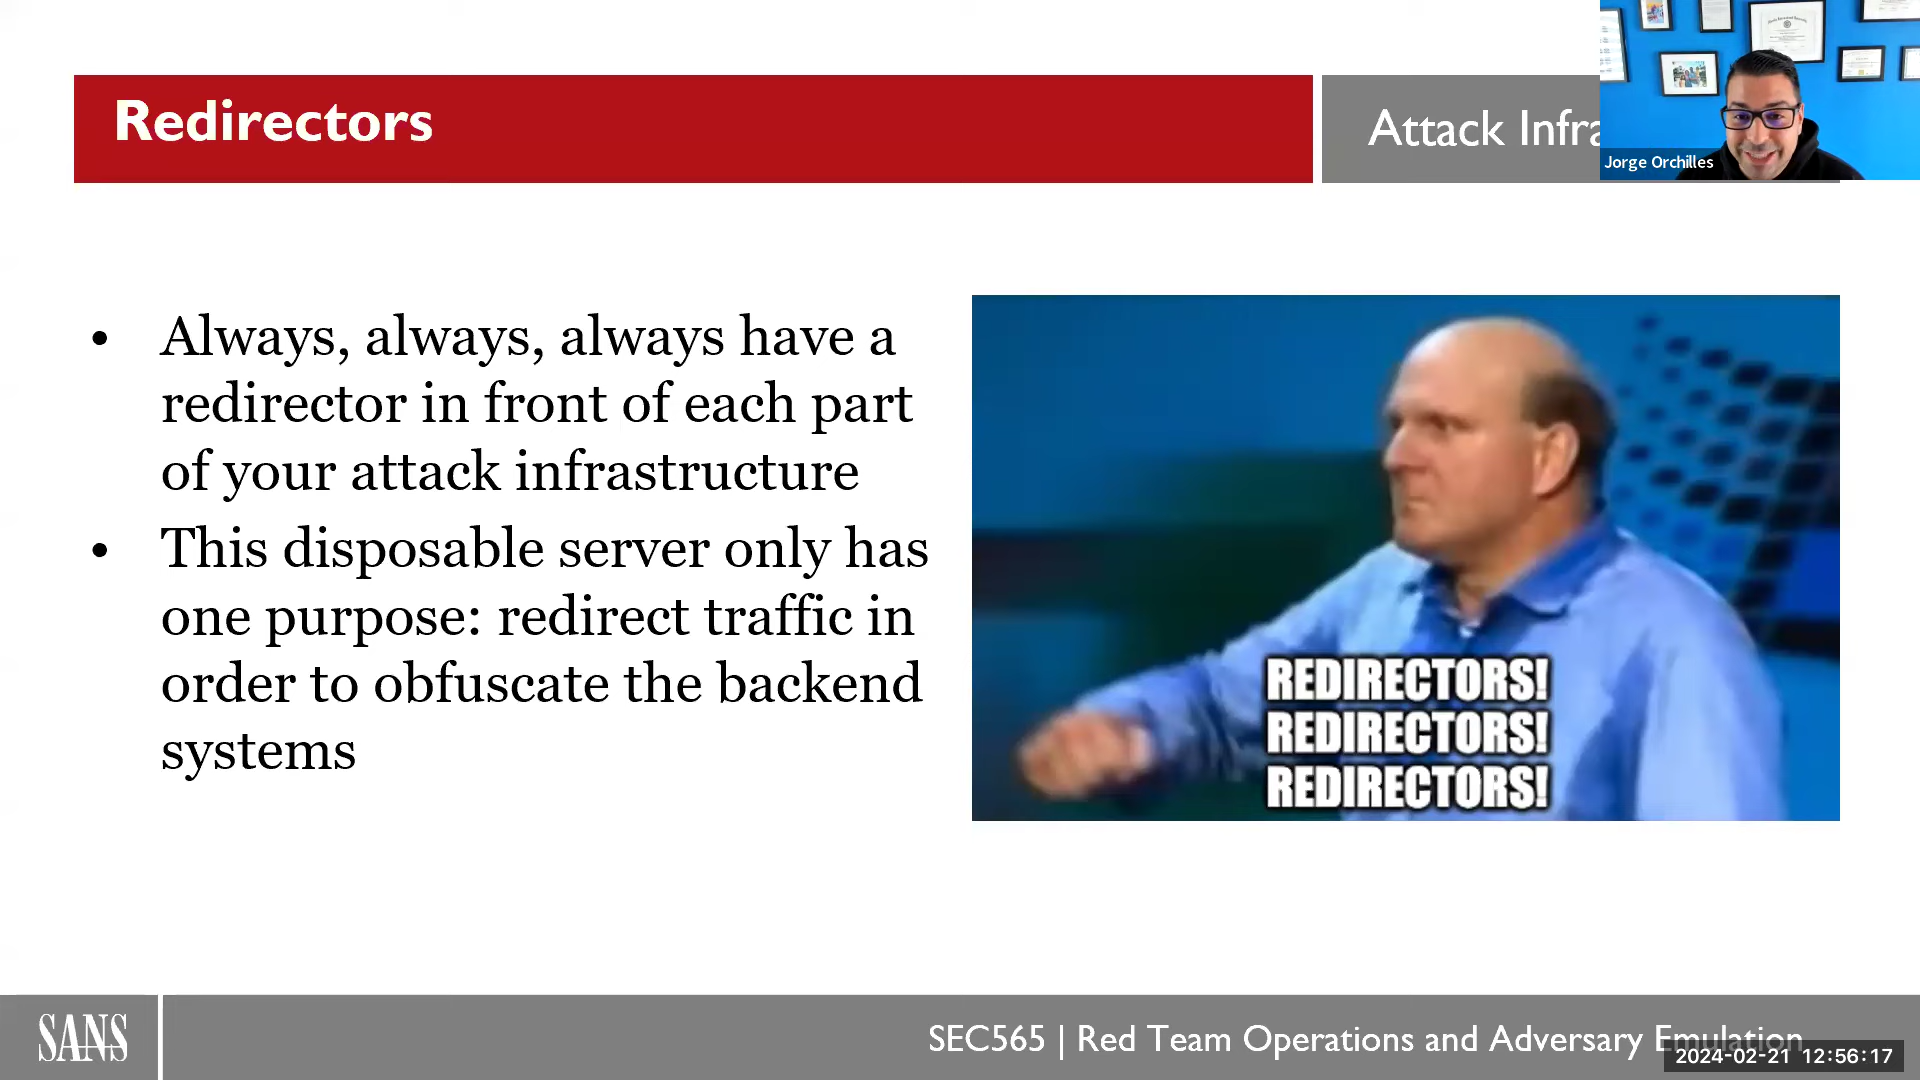 Redirectors
Attack Infra
Jorge Orchilles
• Always, always, always have a
redirector in front of each part
of your attack infrastructure
• This disposable server only has
one purpose: redirect traffic in
order to obfuscate the backend
systems
REDIRECTORS!
REDIRECTORS!
REDIRECTORS!
SANS
SEC565 | Red Team Operations and Adversary Emulation
2024-02-21 12:56:17